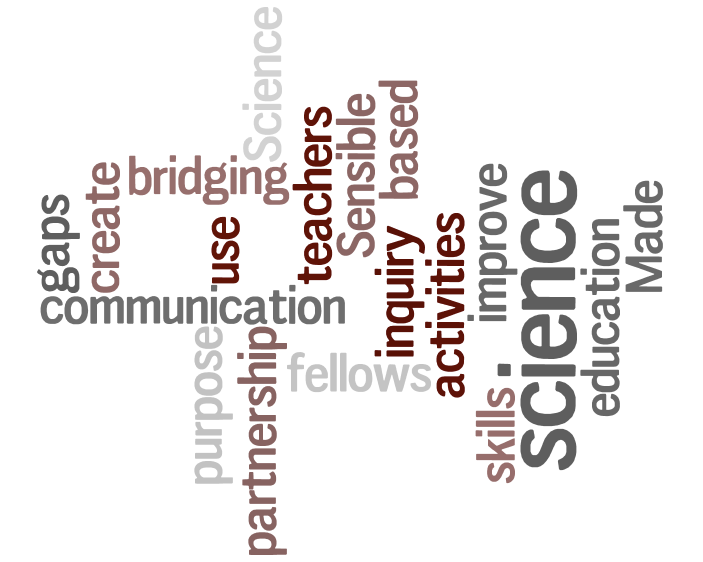 Science
bridging
create
gaps
use
teachers
Sensible
based
communication
inquiry
activities
improve
science
education
Made
purpose
partnership
fellows
skills